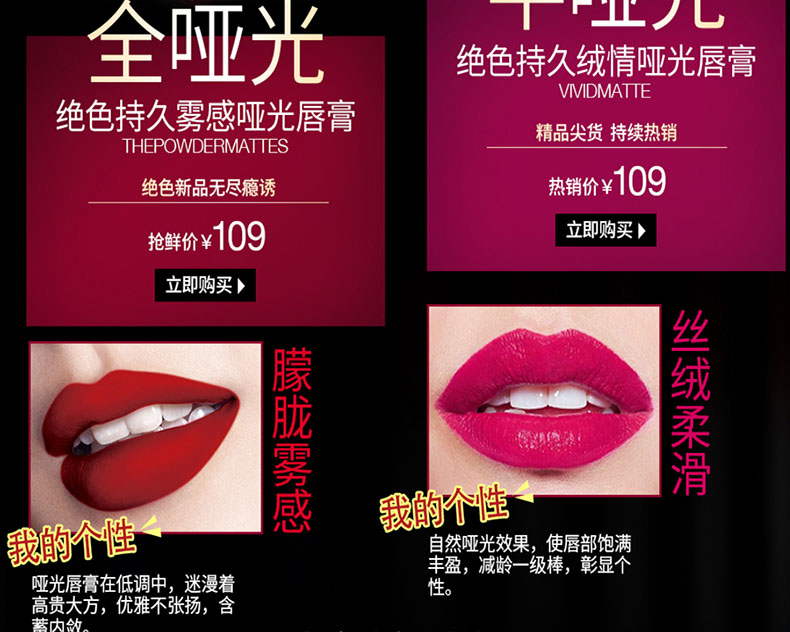 全哑光
绝色持久雾感哑光唇膏
THEPOWDERMATTES
绝色新品无尽瘾诱
抢鲜价¥109
立即购买
朦胧雾感
我的个性
哑光唇膏在低调中，迷漫着
高贵大方，优雅不张扬，含
蓄内敛。
半哑光
绝色持久绒情哑光唇膏
VIVIDMATTE
精品尖货 持续热销
热销价¥109
立即购买
丝绒柔滑
我的个性
自然哑光效果，使唇部饱满
丰盈，减龄一级棒，彰显个
性。